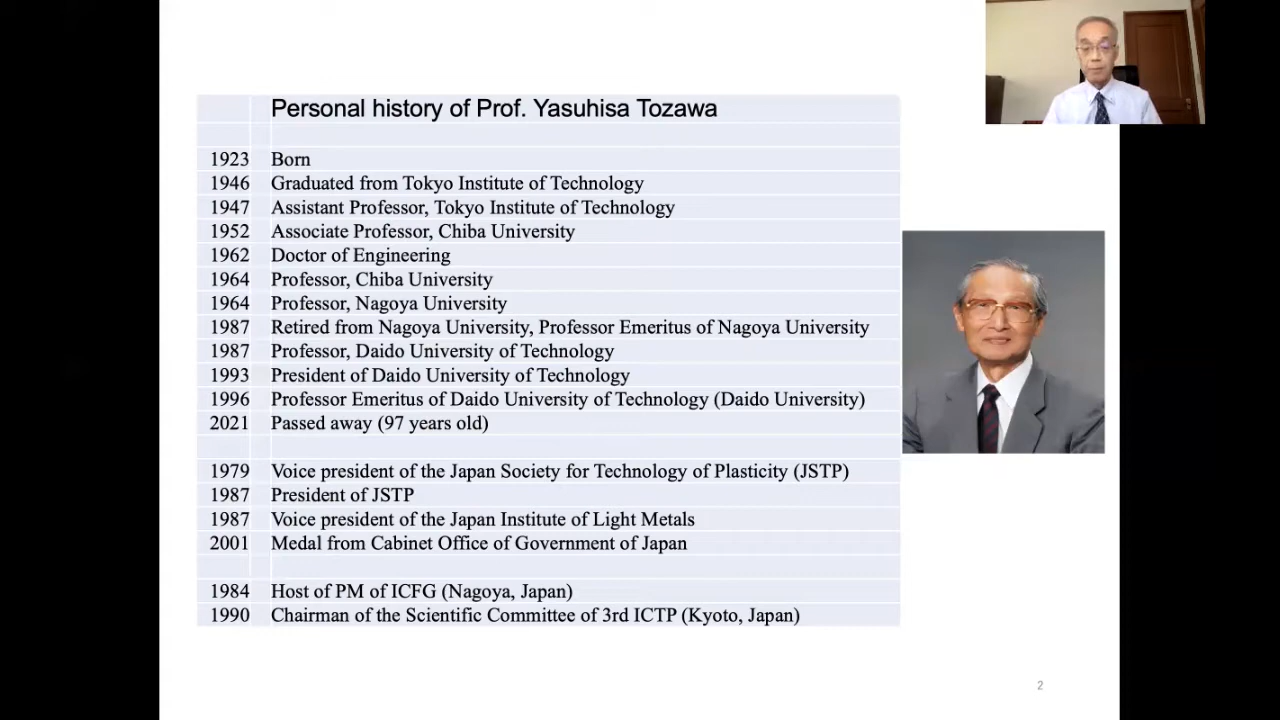 Personal history of Prof. Yasuhisa Tozawa
1923 Born
1946 Graduated from Tokyo Institute of Technology
1947 Assistant Professor, Tokyo Institute of Technology
1952 Associate Professor, Chiba University
1962 Doctor of Engineering
1964 Professor, Chiba University
1964 Professor, Nagoya University
1987 Retired from Nagoya University, Professor Emeritus of Nagoya University
1987 Professor, Daido University of Technology
1993 President of Daido University of Technology
1996 Professor Emeritus of Daido University of Technology (Daido University)
2021 Passed away (97 years old)
1979 Voice president of the Japan Society for Technology of Plasticity (JSTP)
1987 President of JSTP
1987 Voice president of the Japan Institute of Light Metals
2001 Medal from Cabinet Office of Government of Japan
1984 Host of PM of ICFG (Nagoya, Japan)
1990 Chairman of the Scientific Committee of 3rd ICTP (Kyoto, Japan)
2